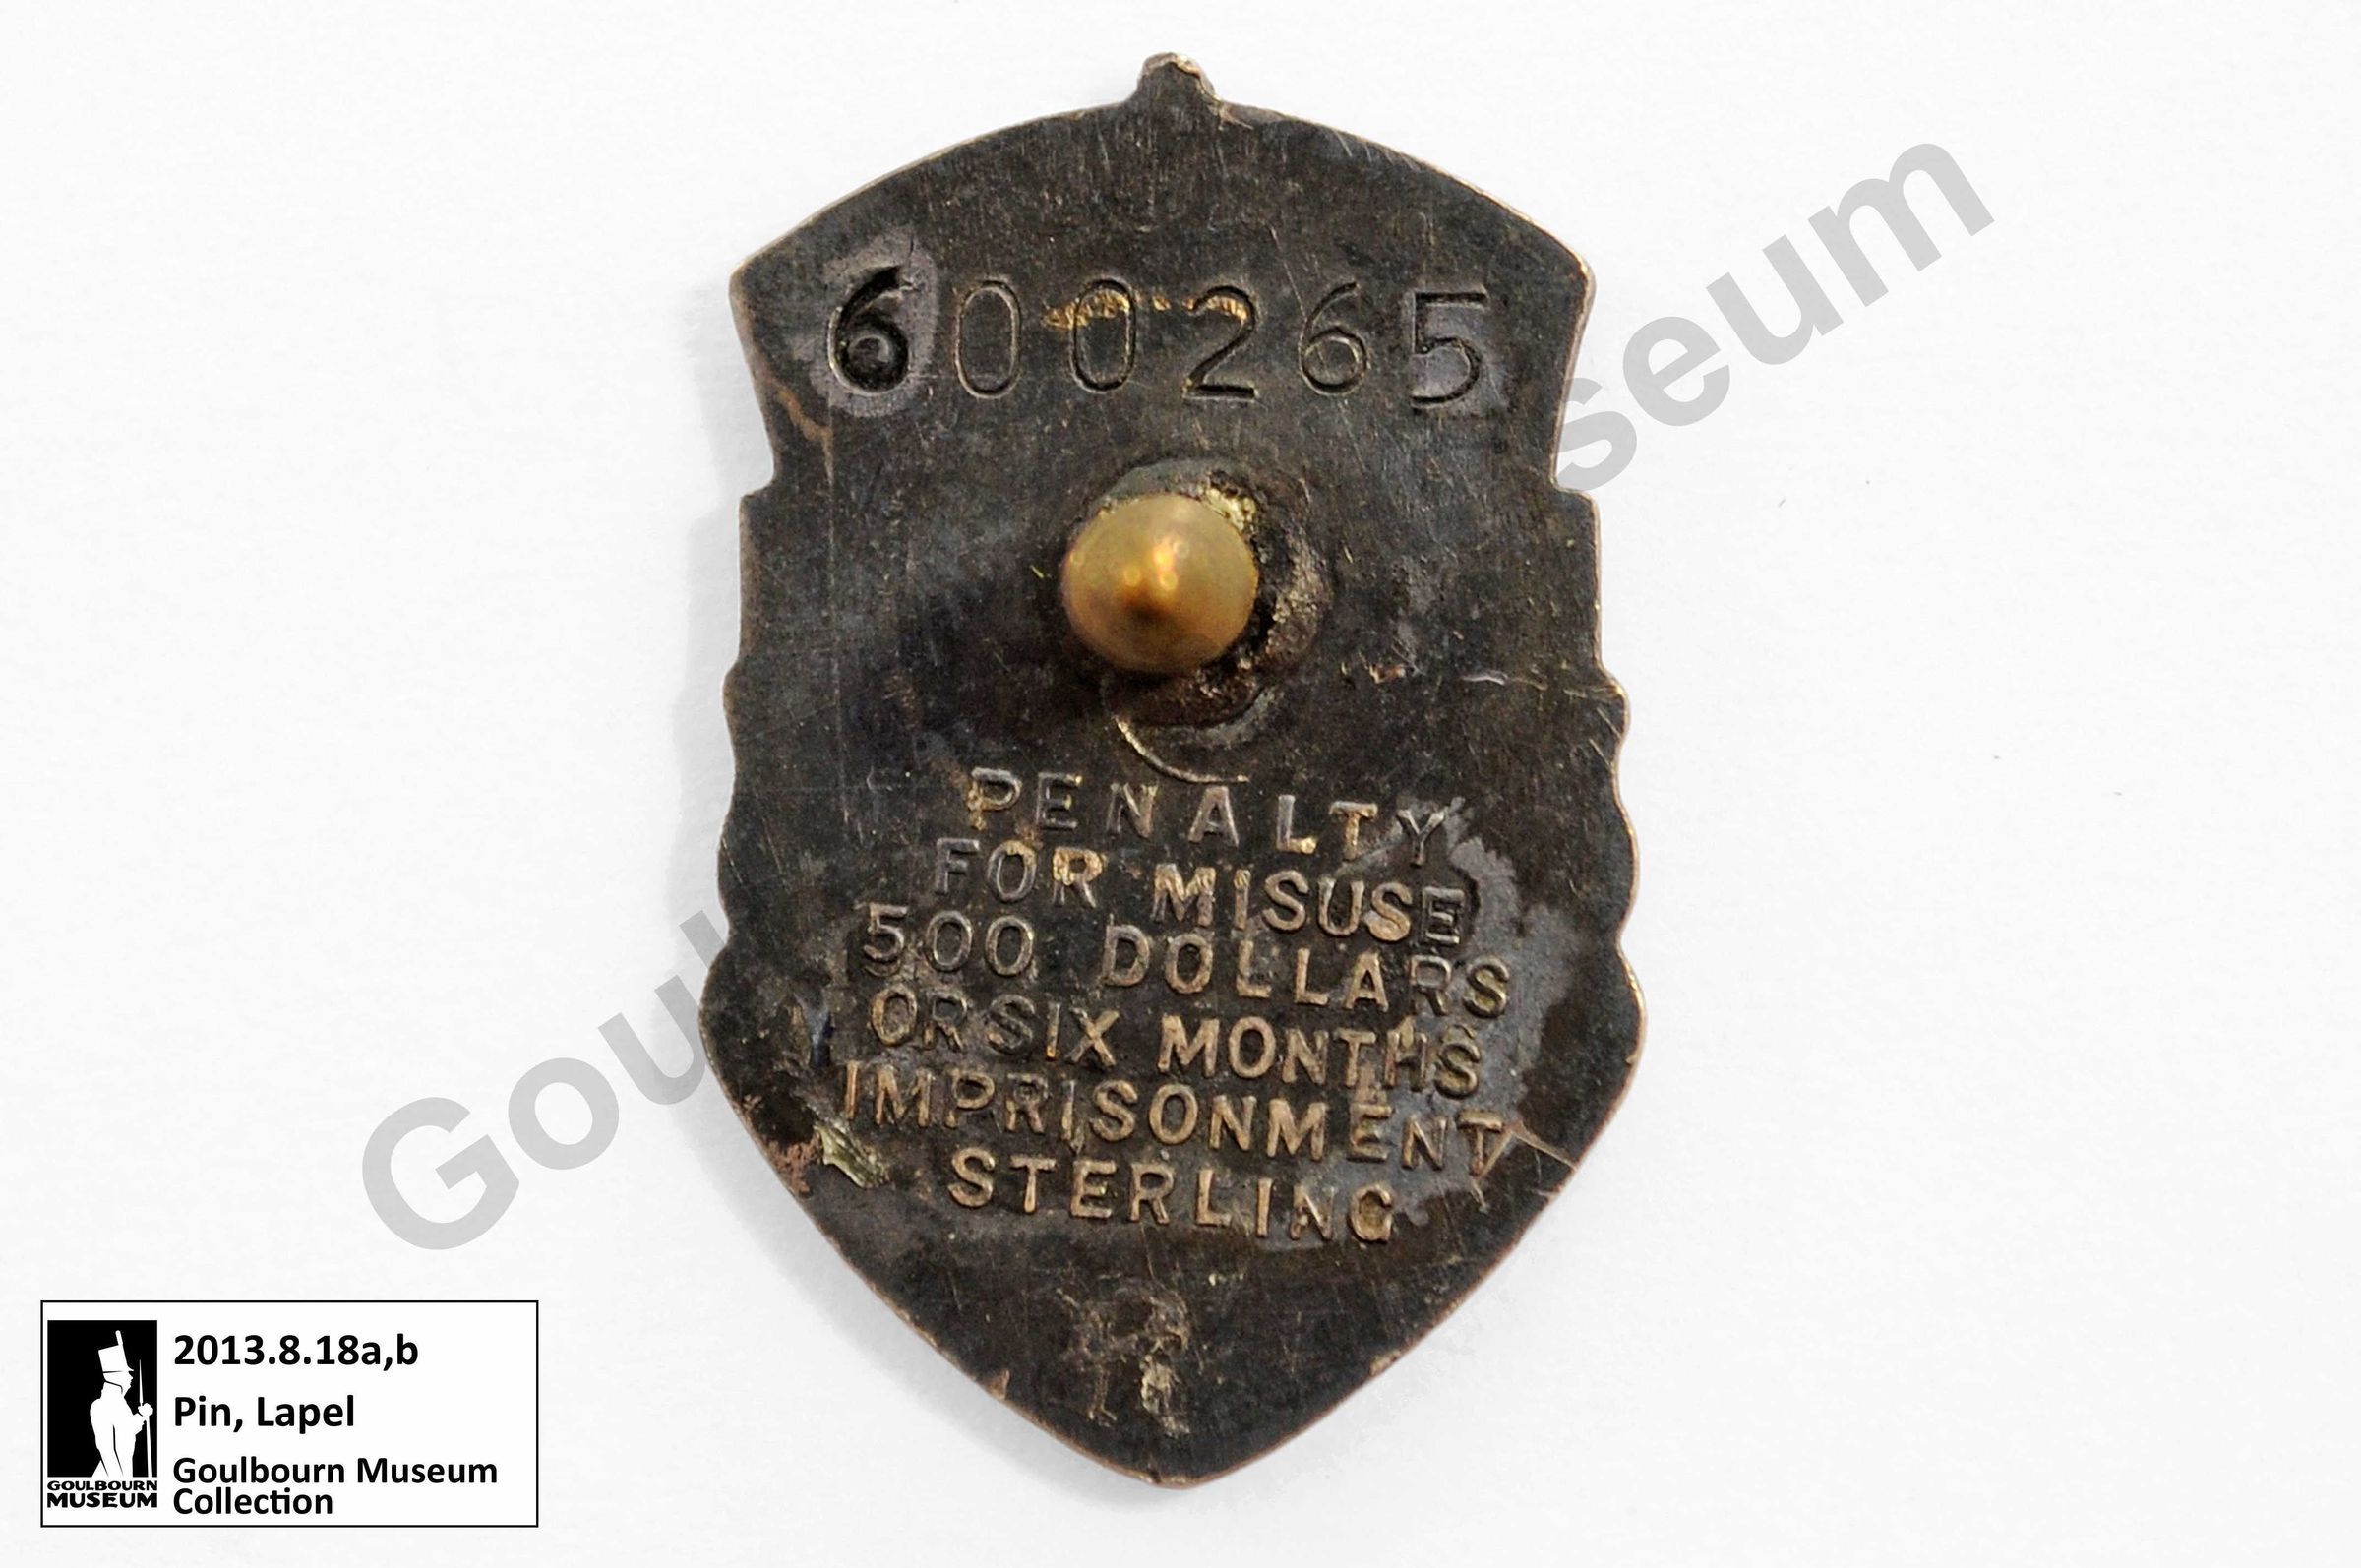 600265
PENALTY
FOR MISUSE
500 DOLLARS
OR SIX MONTHS
IMPRISONMENT
STERLING
2013.8.18a,b
Pin, Lapel
Goulbourn Museum
Collection
GOULBOURN
MUSEUM